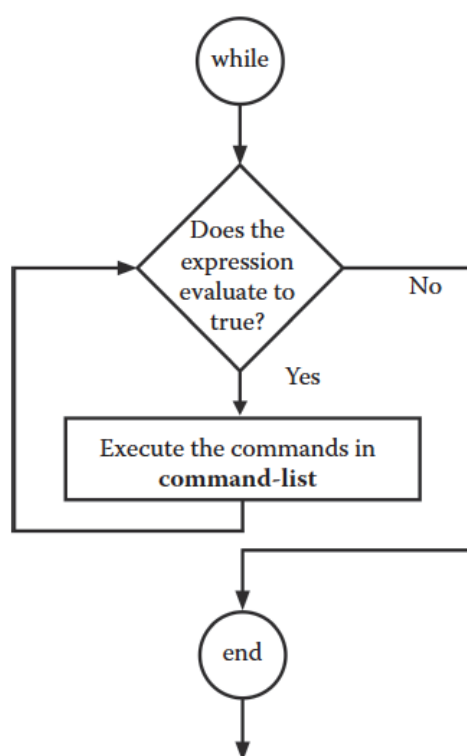 while
Does the
expression
evaluate to
true?
No
Yes
Execute the commands in
command-list
end